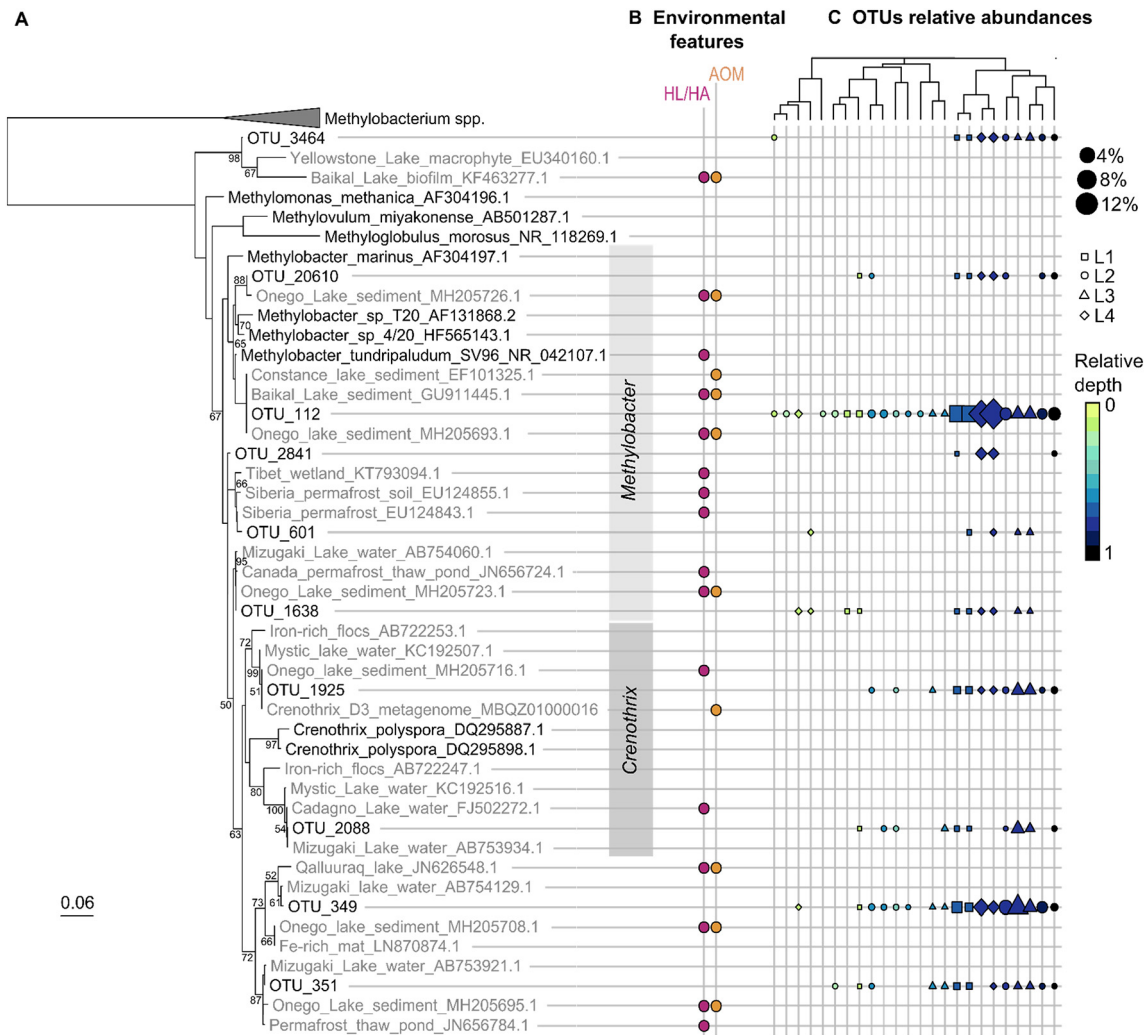 A
B Environmental
features
C OTUs relative abundances
AOM
HL/HA
Methylobacterium spp.
OTU_3464
98
Yellowstone_Lake_macrophyte_EU340160.1
67
Baikal_Lake_biofilm_KF463277.1
Methylomonas_methanica_AF304196.1
Methylovulum_miyakonense_AB501287.1
Methyloglobulus_morosus_NR_118269.1
Methylobacter_marinus_AF304197.1
88
OTU_20610
Onego_Lake_sediment_MH205726.1
Methylobacter_sp_T20_AF131868.2
70
Methylobacter_sp_4/20_HF565143.1
65
Methylobacter_tundripaludum_SV96_NR_042107.1
Constance_lake_sediment_EF101325.1
Baikal_Lake_sediment_GU911445.1
67
OTU_112
Onego_lake_sediment_MH205693.1
OTU_2841
Tibet_wetland_KT793094.1
66
Siberia_permafrost_soil_EU124855.1
Siberia_permafrost_EU124843.1
OTU_601
Mizugaki_Lake_water_AB754060.1
95
Canada_permafrost_thaw_pond_JN656724.1
Onego_Lake_sediment_MH205723.1
OTU_1638
Iron-rich_flocs_AB722253.1
72
Mystic_lake_water_KC192507.1
99
Onego_lake_sediment_MH205716.1
51
OTU_1925
50
Crenothrix_D3_metagenome_MBQZ01000016
Crenothrix_polyspora_DQ295887.1
97
Crenothrix_polyspora_DQ295898.1
Iron-rich_flocs_AB722247.1
80
Mystic_Lake_water_KC192516.1
100
Cadagno_Lake_water_FJ502272.1
54
OTU_2088
63
Mizugaki_Lake_water_AB753934.1
52
Qalluuraq_lake_JN626548.1
Mizugaki_lake_water_AB754129.1
73
61
OTU_349
Onego_lake_sediment_MH205708.1
66
Fe-rich_mat_LN870874.1
72
Mizugaki_Lake_water_AB753921.1
OTU_351
87
Onego_Lake_sediment_MH205695.1
Permafrost_thaw_pond_JN656784.1
0.06
Methylobacter
Crenothrix
4%
8%
12%
L1
L2
L3
L4
Relative
depth
0
1